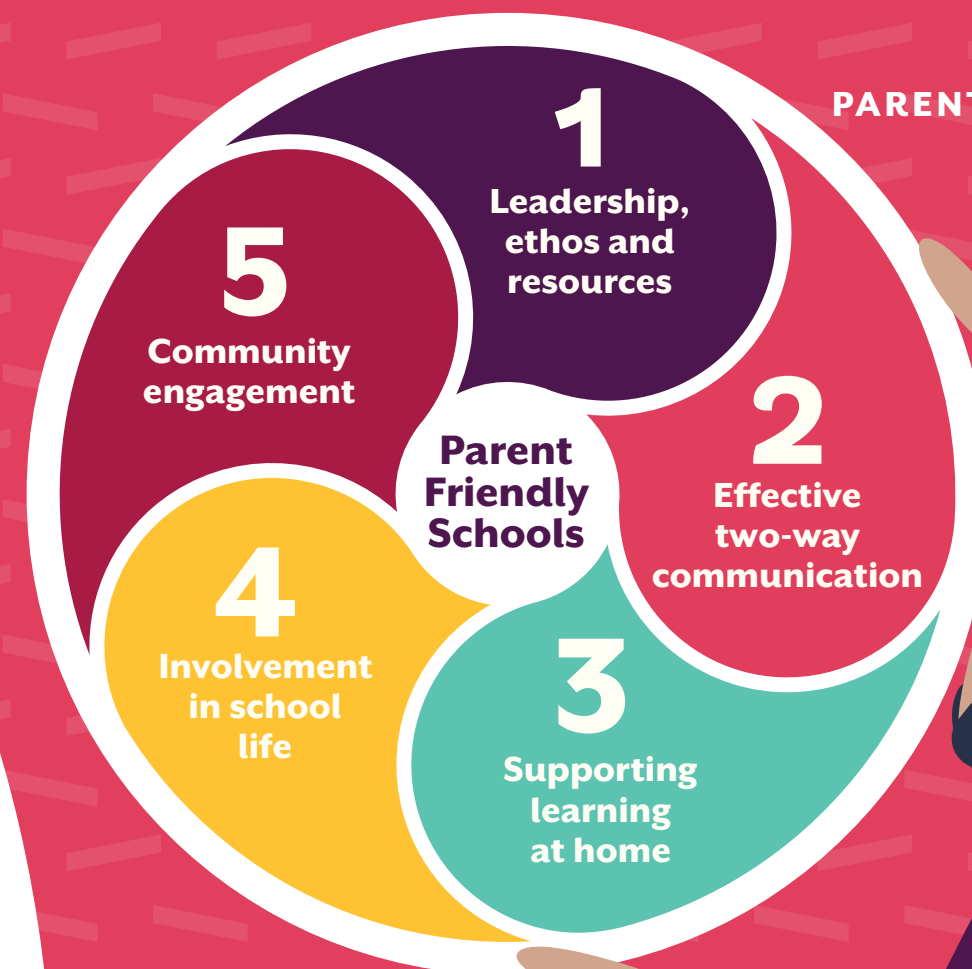 PARENT
1
Leadership,
ethos and
resources
2
Effective
two-way
communication
3
Supporting
learning
at home
4
Involvement
in school
life
5
Community
engagement
Parent
Friendly
Schools